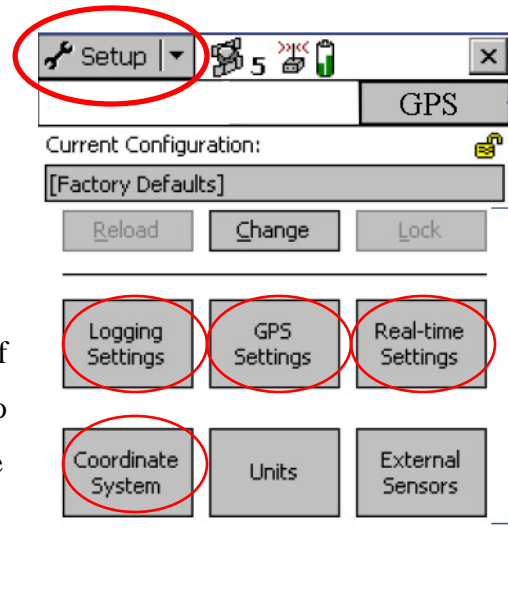 Setup 5
GPS
Current Configuration:
[Factory Defaults]
Reload Change Lock
Logging Settings
GPS Settings
Real-time Settings
f
o
e
Coordinate System
Units
External Sensors